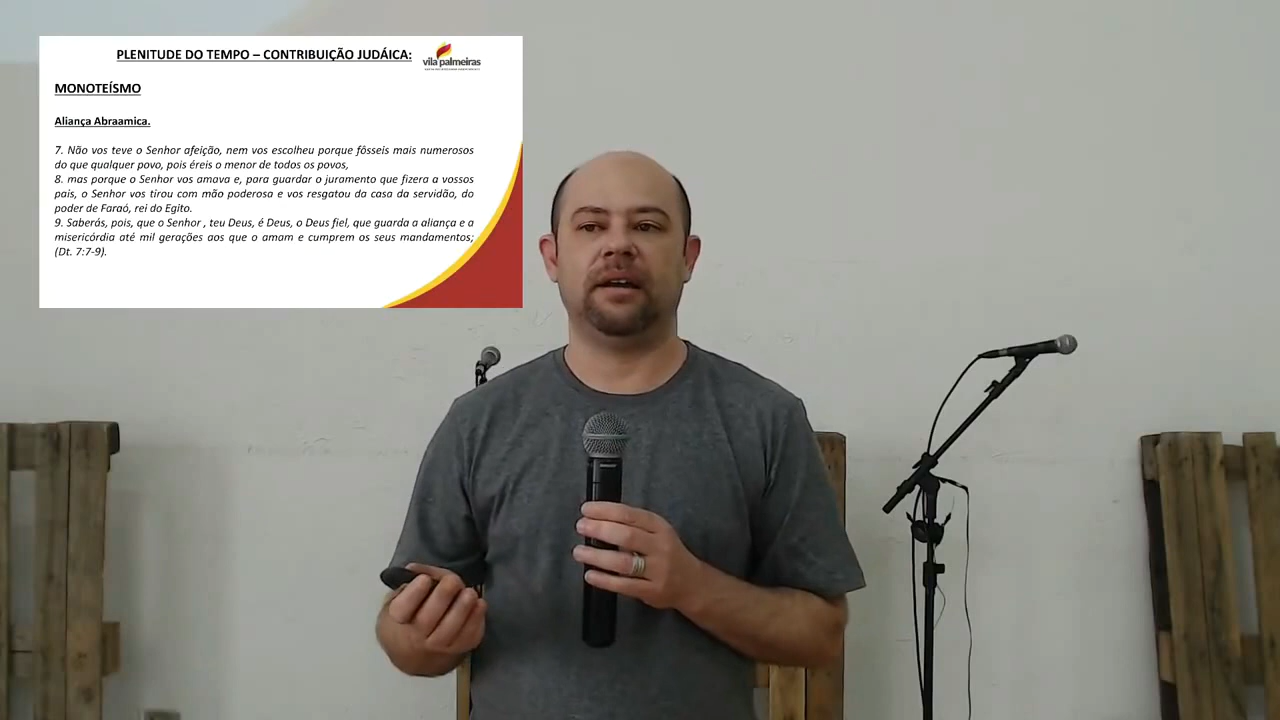 PLENITUDE DO TEMPO – CONTRIBUIÇÃO JUDÁICA:
vila palmeiras
MONOTEÍSMO
Aliança Abraamica.
7. Não vos teve o Senhor afeição, nem vos escolheu porque fôsseis mais numerosos
do que qualquer povo, pois éreis o menor de todos os povos,
8. mas porque o Senhor vos amava e, para guardar o juramento que fizera a vossos
pais, o Senhor vos tirou com mão poderosa e vos resgatou da casa da servidão, do
poder de Faraó, rei do Egito.
9. Saberás, pois, que o Senhor , teu Deus, é Deus, o Deus fiel, que guarda a aliança e a
misericórdia até mil gerações aos que o amam e cumprem os seus mandamentos;
(Dt. 7:7-9).